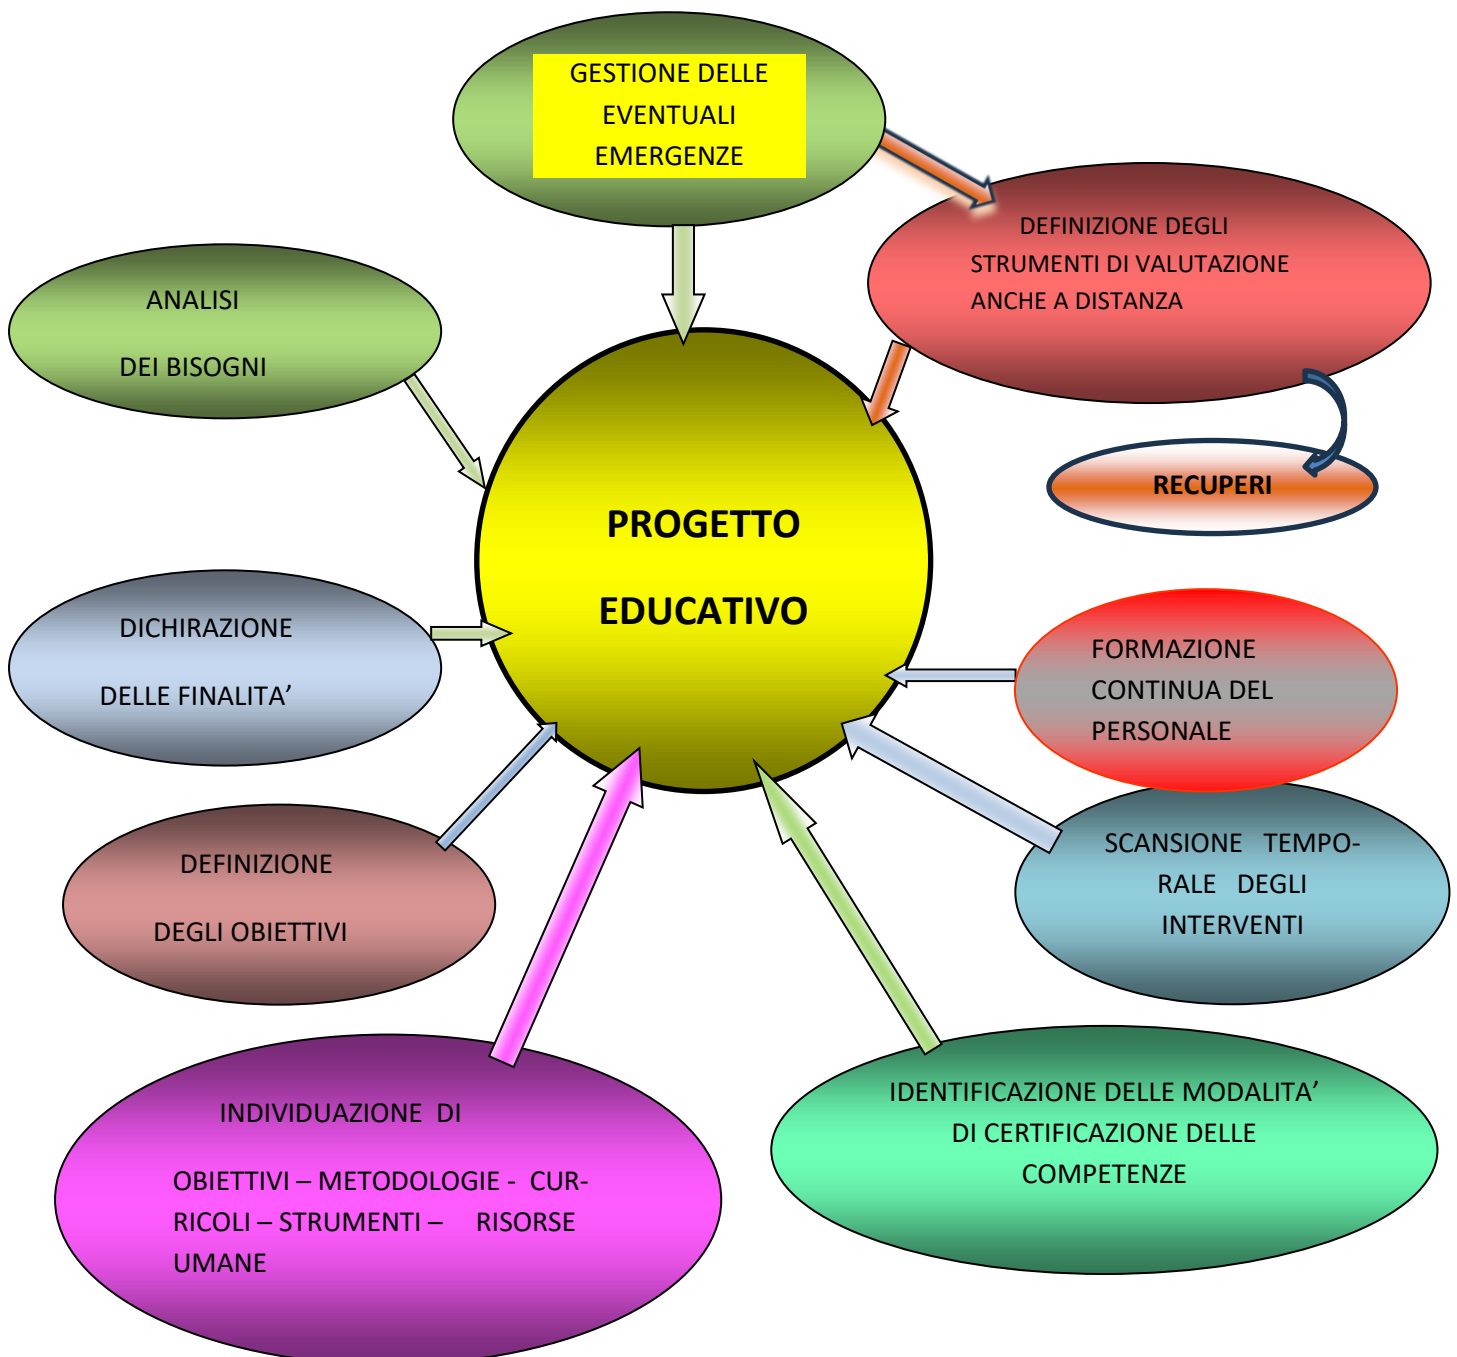 GESTIONE DELLE
EVENTUALI
EMERGENZE
DEFINIZIONE DEGLI
STRUMENTI DI VALUTAZIONE
ANCHE A DISTANZA
ANALISI
DEI BISOGNI
RECUPERI
PROGETTO
EDUCATIVO
DICHIRAZIONE
DELLE FINALITA’
FORMAZIONE
CONTINUA DEL
PERSONALE
DEFINIZIONE
DEGLI OBIETTIVI
SCANSIONE TEMPO-
RALE DEGLI
INTERVENTI
INDIVIDUAZIONE DI
OBIETTIVI – METODOLOGIE - CUR-
RICOLI – STRUMENTI – RISORSE
UMANE
IDENTIFICAZIONE DELLE MODALITA’
DI CERTIFICAZIONE DELLE
COMPETENZE